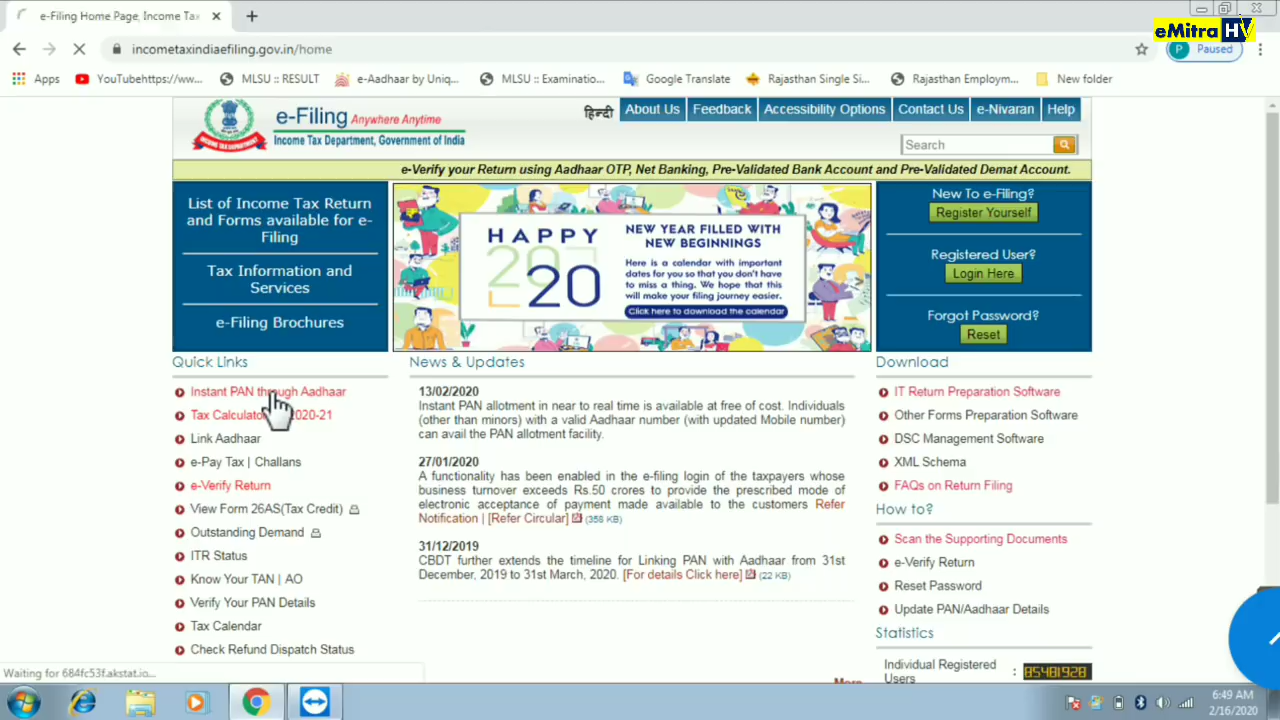 e-Filing Home Page, Income Tax
eMitra HV
incometaxindiaefiling.gov.in/home
P Paused
Apps
YouTubehttps://ww...
MLSU :: RESULT
e-Aadhaar by Uniq...
MLSU :: Examinatio...
Google Translate
Rajasthan Single Si...
Rajasthan Employm...
New folder
e-Filing Anywhere Anytime
Income Tax Department, Government of India
हिन्दी
About Us
Feedback
Accessibility Options
Contact Us
e-Nivaran
Help
Search
e-Verify your Return using Aadhaar OTP, Net Banking, Pre-Validated Bank Account and Pre-Validated Demat Account.
List of Income Tax Return
and Forms available for e-
Filing
Tax Information and
Services
e-Filing Brochures
HAPPY
20
20
NEW YEAR FILLED WITH
NEW BEGINNINGS
Here is a calendar with important
dates for you so that you don't have
to miss a thing. We hope that this
will make your filing journey easier.
Click here to download the calendar
New To e-Filing?
Register Yourself
Registered User?
Login Here
Forgot Password?
Reset
Quick Links
Instant PAN through Aadhaar
Tax Calculator 2020-21
Link Aadhaar
e-Pay Tax | Challans
e-Verify Return
View Form 26AS(Tax Credit)
Outstanding Demand
ITR Status
Know Your TAN | AO
Verify Your PAN Details
Tax Calendar
Check Refund Dispatch Status
News & Updates
13/02/2020
Instant PAN allotment in near to real time is available at free of cost. Individuals
(other than minors) with a valid Aadhaar number (with updated Mobile number)
can avail the PAN allotment facility.
27/01/2020
A functionality has been enabled in the e-filing login of the taxpayers whose
business turnover exceeds Rs.50 crores to provide the prescribed mode of
electronic acceptance of payment made available to the customers Refer
Notification | [Refer Circular] (358 KB)
31/12/2019
CBDT further extends the timeline for Linking PAN with Aadhaar from 31st
December, 2019 to 31st March, 2020. [For details Click here] (22 KB)
More
Download
IT Return Preparation Software
Other Forms Preparation Software
DSC Management Software
XML Schema
FAQs on Return Filing
How to?
Scan the Supporting Documents
e-Verify Return
Reset Password
Update PAN/Aadhaar Details
Statistics
Individual Registered
Users
: 85481928
Waiting for 684fc53f.akstat.io...
6:49 AM
2/16/2020